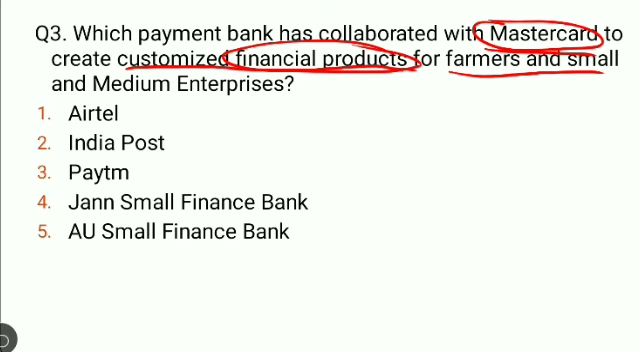 Q3. Which payment bank has collaborated with Mastercard to
create customized financial products for farmers and small
and Medium Enterprises?
1. Airtel
2. India Post
3. Paytm
4. Jann Small Finance Bank
5. AU Small Finance Bank